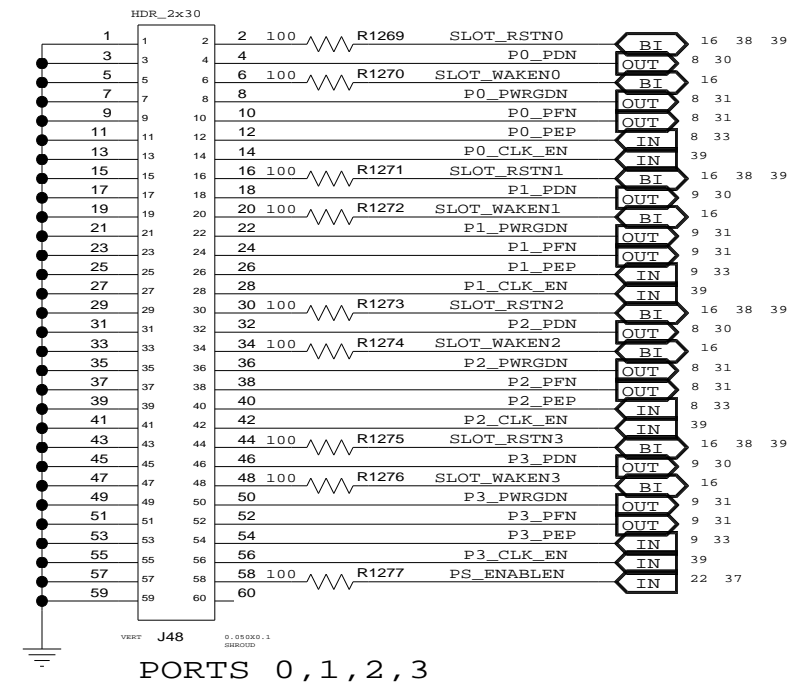 HDR_2x30
1 1 2 2 100 R1269 SLOT_RSTN0 BI 16 38 39
3 3 4 4 P0_PDN OUT 8 30
5 5 6 6 100 R1270 SLOT_WAKEN0 BI 16
7 7 8 8 P0_PWRGDN OUT 8 31
9 9 10 10 P0_PFN OUT 8 31
11 11 12 12 P0_PEP IN 8 33
13 13 14 14 P0_CLK_EN IN 39
15 15 16 16 100 R1271 SLOT_RSTN1 BI 16 38 39
17 17 18 18 P1_PDN OUT 9 30
19 19 20 20 100 R1272 SLOT_WAKEN1 BI 16
21 21 22 22 P1_PWRGDN OUT 9 31
23 23 24 24 P1_PFN OUT 9 31
25 25 26 26 P1_PEP IN 9 33
27 27 28 28 P1_CLK_EN IN 39
29 29 30 30 100 R1273 SLOT_RSTN2 BI 16 38 39
31 31 32 32 P2_PDN OUT 8 30
33 33 34 34 100 R1274 SLOT_WAKEN2 BI 16
35 35 36 36 P2_PWRGDN OUT 8 31
37 37 38 38 P2_PFN OUT 8 31
39 39 40 40 P2_PEP IN 8 33
41 41 42 42 P2_CLK_EN IN 39
43 43 44 44 100 R1275 SLOT_RSTN3 BI 16 38 39
45 45 46 46 P3_PDN OUT 9 30
47 47 48 48 100 R1276 SLOT_WAKEN3 BI 16
49 49 50 50 P3_PWRGDN OUT 9 31
51 51 52 52 P3_PFN OUT 9 31
53 53 54 54 P3_PEP IN 9 33
55 55 56 56 P3_CLK_EN IN 39
57 57 58 58 100 R1277 PS_ENABLEN IN 22 37
59 59 60 60
VERT J48 0.050X0.1
SHROUD
PORTS 0,1,2,3